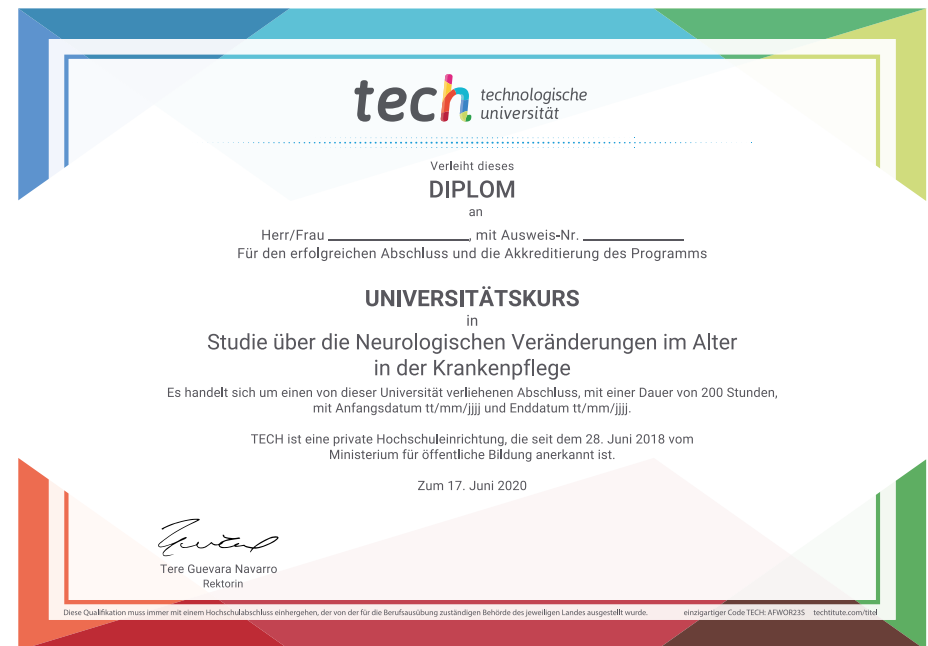 tech technologische
universität
Verleiht dieses
DIPLOM
an
Herr/Frau ____________________, mit Ausweis-Nr. ______________
Für den erfolgreichen Abschluss und die Akkreditierung des Programms
UNIVERSITÄTSKURS
in
Studie über die Neurologischen Veränderungen im Alter
in der Krankenpflege
Es handelt sich um einen von dieser Universität verliehenen Abschluss, mit einer Dauer von 200 Stunden,
mit Anfangsdatum tt/mm/jjjj und Enddatum tt/mm/jjjj.
TECH ist eine private Hochschuleinrichtung, die seit dem 28. Juni 2018 vom
Ministerium für öffentliche Bildung anerkannt ist.
Zum 17. Juni 2020
Tere Guevara Navarro
Rektorin
Diese Qualifikation muss immer mit einem Hochschulabschluss einhergehen, der von der für die Berufsausübung zuständigen Behörde des jeweiligen Landes ausgestellt wurde. einzigartiger Code TECH: AFWOR23S techtitute.com/titel